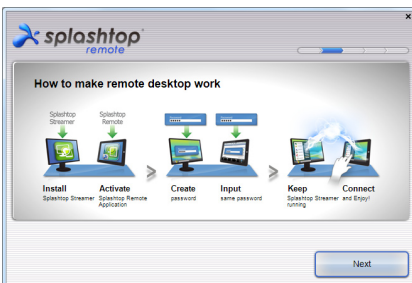 splashtop
remote
How to make remote desktop work
Splashtop Streamer
Splashtop Remote
Install
Splashtop Streamer
Activate
Splashtop Remote Application
Create
password
Input
same password
Keep
Splashtop Streamer running
Connect
and Enjoy!
Next